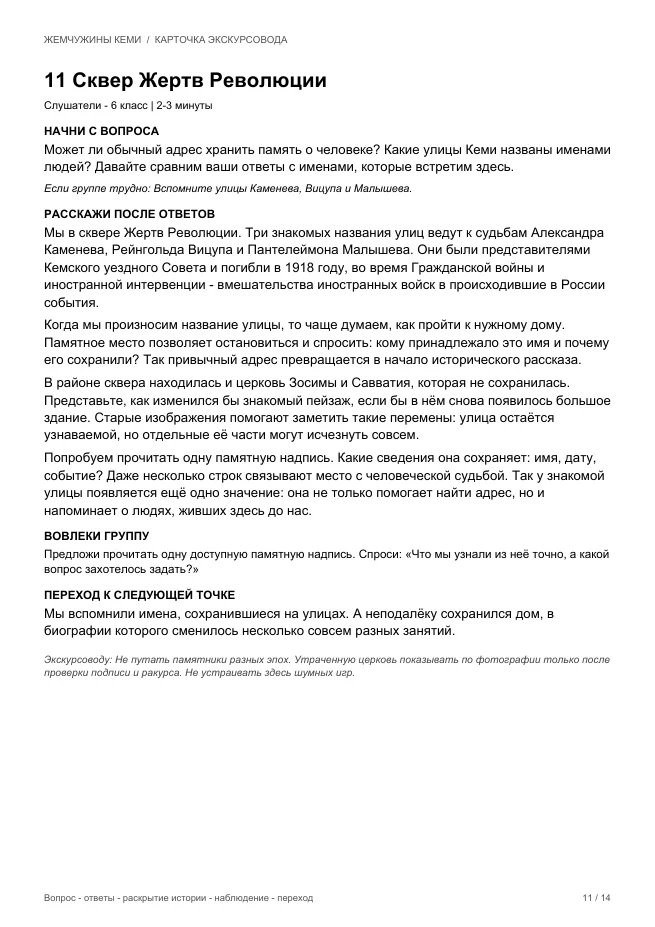 ЖЕМЧУЖИНЫ КЕМИ / КАРТОЧКА ЭКСКУРСОВОДА
11 Сквер Жертв Революции
Слушатели - 6 класс | 2-3 минуты
НАЧНИ С ВОПРОСА
Может ли обычный адрес хранить память о человеке? Какие улицы Кеми названы именами
людей? Давайте сравним ваши ответы с именами, которые встретим здесь.
Если группе трудно: Вспомните улицы Каменева, Вицупа и Малышева.
РАССКАЖИ ПОСЛЕ ОТВЕТОВ
Мы в сквере Жертв Революции. Три знакомых названия улиц ведут к судьбам Александра
Каменева, Рейнгольда Вицупа и Пантелеймона Малышева. Они были представителями
Кемского уездного Совета и погибли в 1918 году, во время Гражданской войны и
иностранной интервенции - вмешательства иностранных войск в происходившие в России
события.
Когда мы произносим название улицы, то чаще думаем, как пройти к нужному дому.
Памятное место позволяет остановиться и спросить: кому принадлежало это имя и почему
его сохранили? Так привычный адрес превращается в начало исторического рассказа.
В районе сквера находилась и церковь Зосимы и Савватия, которая не сохранилась.
Представьте, как изменился бы знакомый пейзаж, если бы в нём снова появилось большое
здание. Старые изображения помогают заметить такие перемены: улица остаётся
узнаваемой, но отдельные её части могут исчезнуть совсем.
Попробуем прочитать одну памятную надпись. Какие сведения она сохраняет: имя, дату,
событие? Даже несколько строк связывают место с человеческой судьбой. Так у знакомой
улицы появляется ещё одно значение: она не только помогает найти адрес, но и
напоминает о людях, живших здесь до нас.
ВОВЛЕКИ ГРУППУ
Предложи прочитать одну доступную памятную надпись. Спроси: «Что мы узнали из неё точно, а какой
вопрос захотелось задать?»
ПЕРЕХОД К СЛЕДУЮЩЕЙ ТОЧКЕ
Мы вспомнили имена, сохранившиеся на улицах. А неподалёку сохранился дом, в
биографии которого сменилось несколько совсем разных занятий.
Экскурсоводу: Не путать памятники разных эпох. Утраченную церковь показывать по фотографии только после
проверки подписи и ракурса. Не устраивать здесь шумных игр.
Вопрос - ответы - раскрытие истории - наблюдение - переход
11 / 14